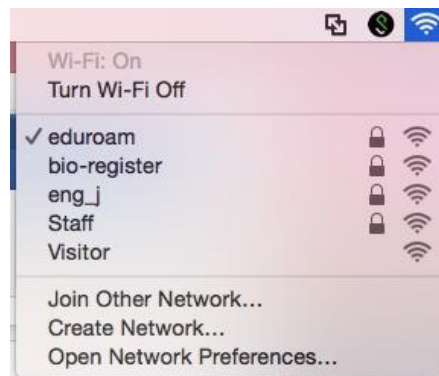 Wi-Fi: On
Turn Wi-Fi Off
✓ eduroam
bio-register
eng_j
Staff
Visitor
Join Other Network...
Create Network...
Open Network Preferences...